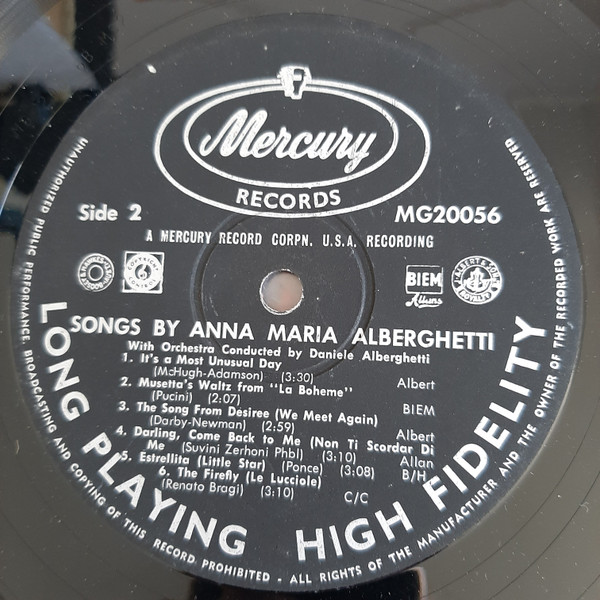 Mercury
RECORDS
Side 2
MG20056
A MERCURY RECORD CORPN. U.S.A. RECORDING
BIEM
Allans
SONGS BY ANNA MARIA ALBERGHETTI
With Orchestra Conducted by Daniele Alberghetti
1. It's a Most Unusual Day
(McHugh-Adamson) (3:30) Albert
2. Musetta's Waltz from "La Boheme"
(Pucini) (2:07) BIEM
3. The Song From Desiree (We Meet Again)
(Darby-Newman) (2:59) Albert
4. Darling, Come Back to Me (Non Ti Scordar Di
Me (Suvini Zerhoni Phbl) (3:10) Allan
5. Estrellita (Little Star) (Ponce) (3:08) B/H
6. The Firefly (Le Lucciole)
(Renato Bragi) (3:10) C/C
LONG PLAYING HIGH FIDELITY
UNAUTHORIZED PUBLIC PERFORMANCE, BROADCASTING AND COPYING OF THIS RECORD PROHIBITED - ALL RIGHTS OF THE MANUFACTURER AND THE OWNER OF THE RECORDED WORK ARE RESERVED